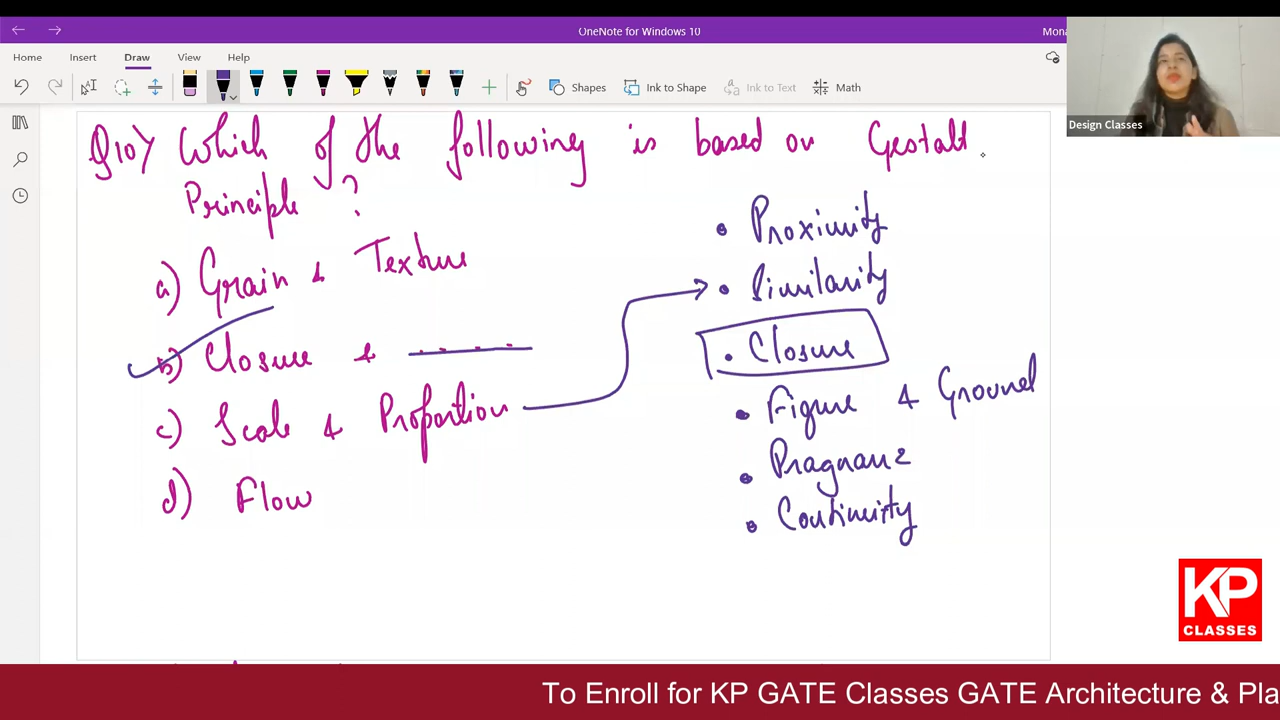 OneNote for Windows 10
Mona
Home Insert Draw View Help
Shapes Ink to Shape Ink to Text Math
Design Classes
Q10) Which of the following is based on Gestalt
Principle ?
a) Grain & Texture
b) Closure &
c) Scale & Proportion
d) Flow
• Proximity
• Similarity
• Closure
• Figure & Ground
• Pragnanz
• Continuity
KP
CLASSES
To Enroll for KP GATE Classes GATE Architecture & Pla